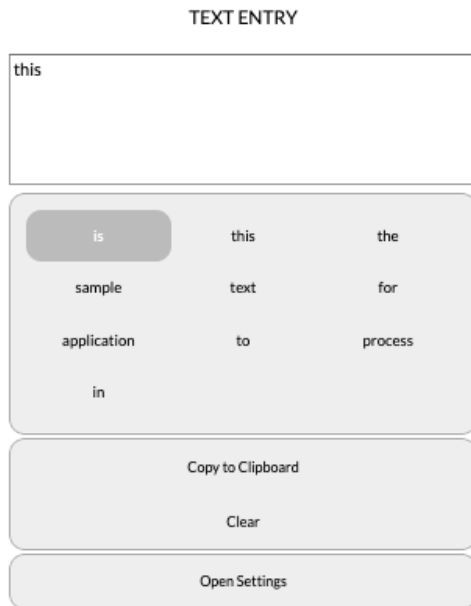 TEXT ENTRY
this
is this the
sample text for
application to process
in
Copy to Clipboard
Clear
Open Settings